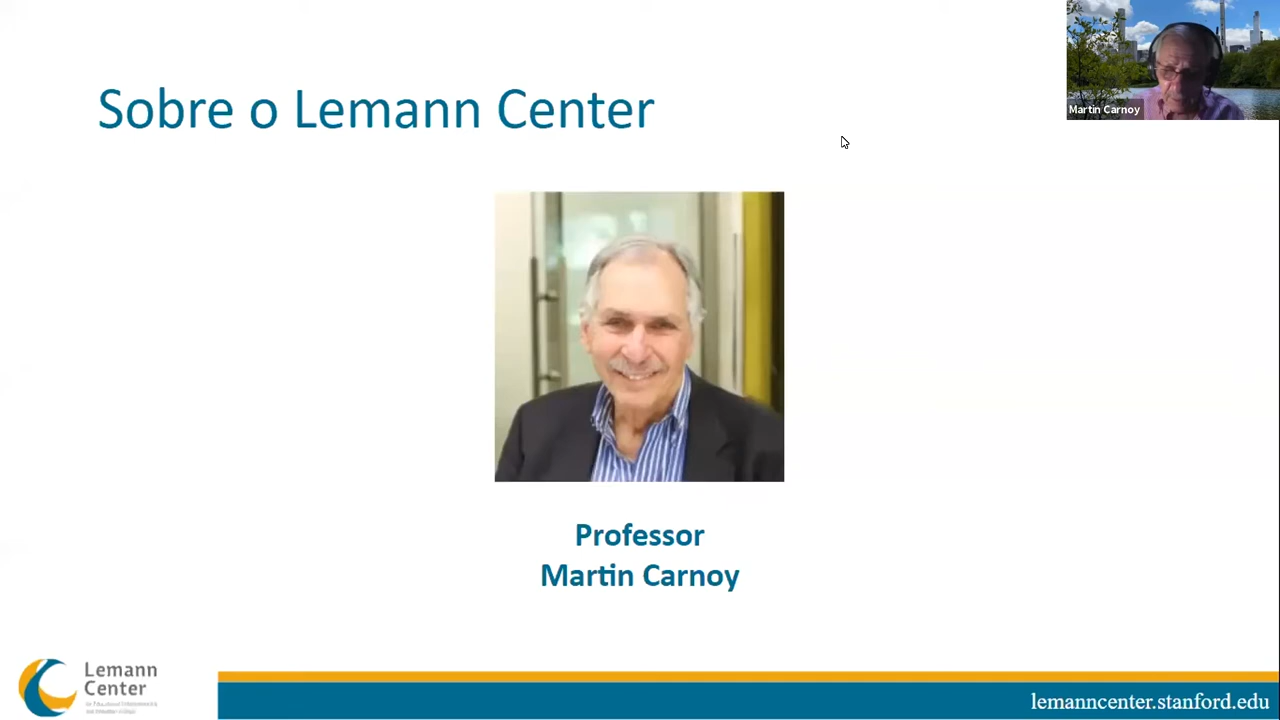 Sobre o Lemann Center
Martin Carnoy
Professor
Martin Carnoy
Lemann
Center
lemanncenter.stanford.edu